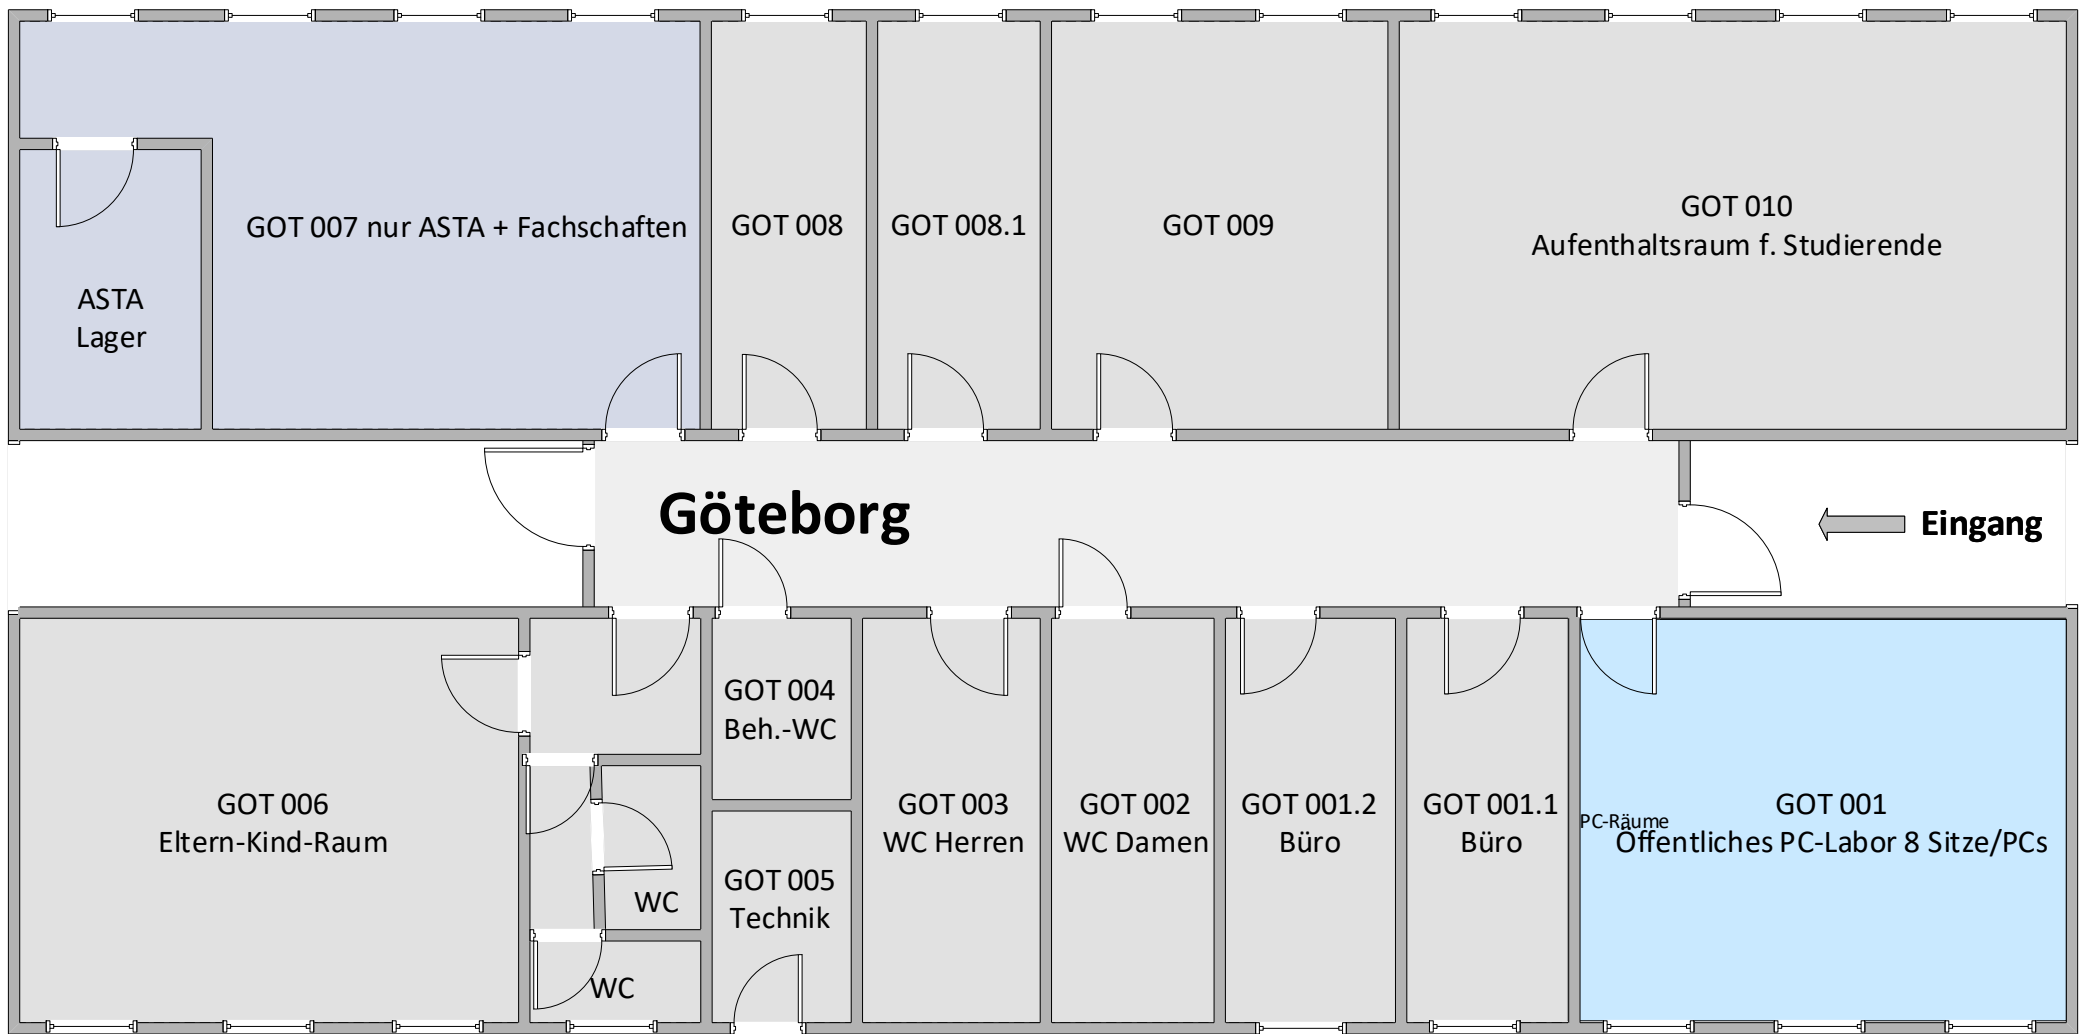 GOT 007 nur ASTA + Fachschaften
GOT 008
GOT 008.1
GOT 009
GOT 010
Aufenthaltsraum f. Studierende
ASTA
Lager
Göteborg
Eingang
GOT 006
Eltern-Kind-Raum
WC
WC
GOT 004
Beh.-WC
GOT 005
Technik
GOT 003
WC Herren
GOT 002
WC Damen
GOT 001.2
Büro
GOT 001.1
Büro
PC-Räume
GOT 001
Öffentliches PC-Labor 8 Sitze/PCs